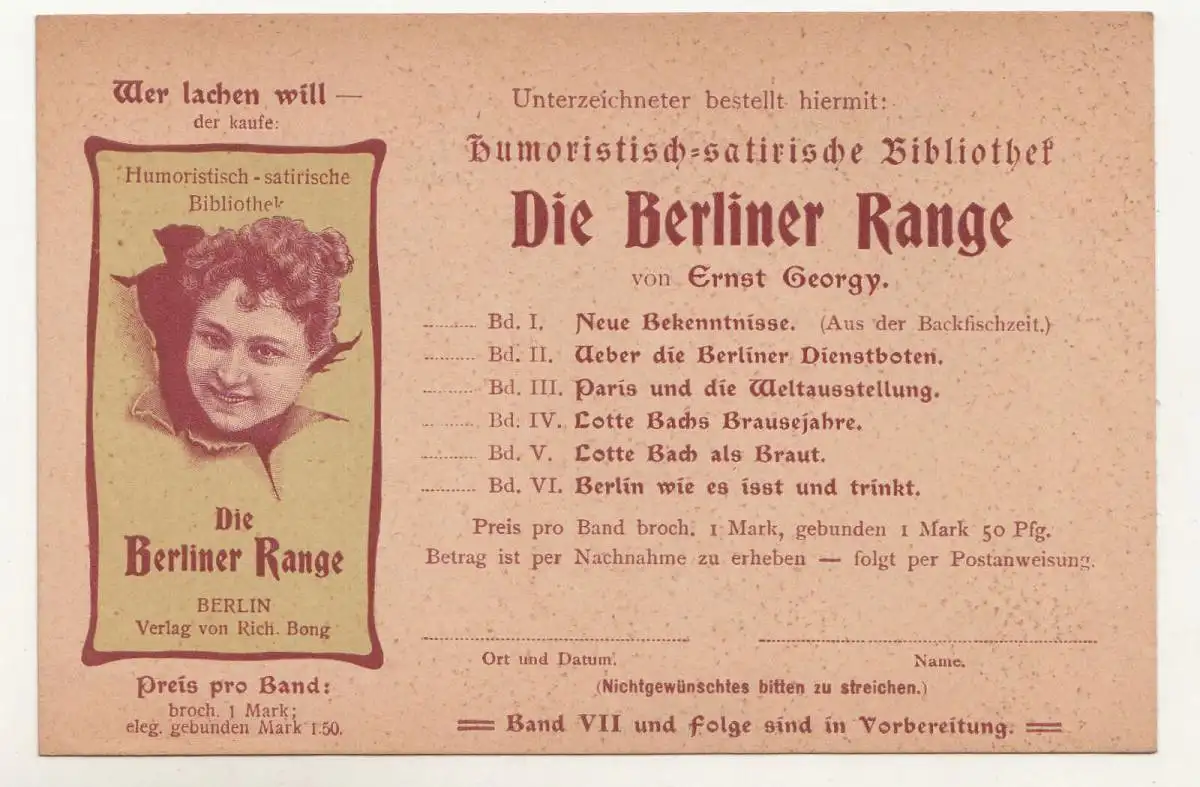 Wer lachen will —
der kaufe:
Humoristisch-satirische
Bibliothek
Die
Berliner Range
BERLIN
Verlag von Rich. Bong
Preis pro Band:
broch. 1 Mark;
eleg. gebunden Mark 1.50.
Unterzeichneter bestellt hiermit:
Humoristisch-satirische Bibliothek
Die Berliner Range
von Ernst Georgy.
Bd. I. Neue Bekenntnisse. (Aus der Backfischzeit.)
Bd. II. Ueber die Berliner Dienstboten.
Bd. III. Paris und die Weltausstellung.
Bd. IV. Lotte Bachs Brausejahre.
Bd. V. Lotte Bach als Braut.
Bd. VI. Berlin wie es isst und trinkt.
Preis pro Band broch. 1 Mark, gebunden 1 Mark 50 Pfg.
Betrag ist per Nachnahme zu erheben — folgt per Postanweisung.
Ort und Datum.
Name.
(Nichtgewünschtes bitten zu streichen.)
Band VII und Folge sind in Vorbereitung.